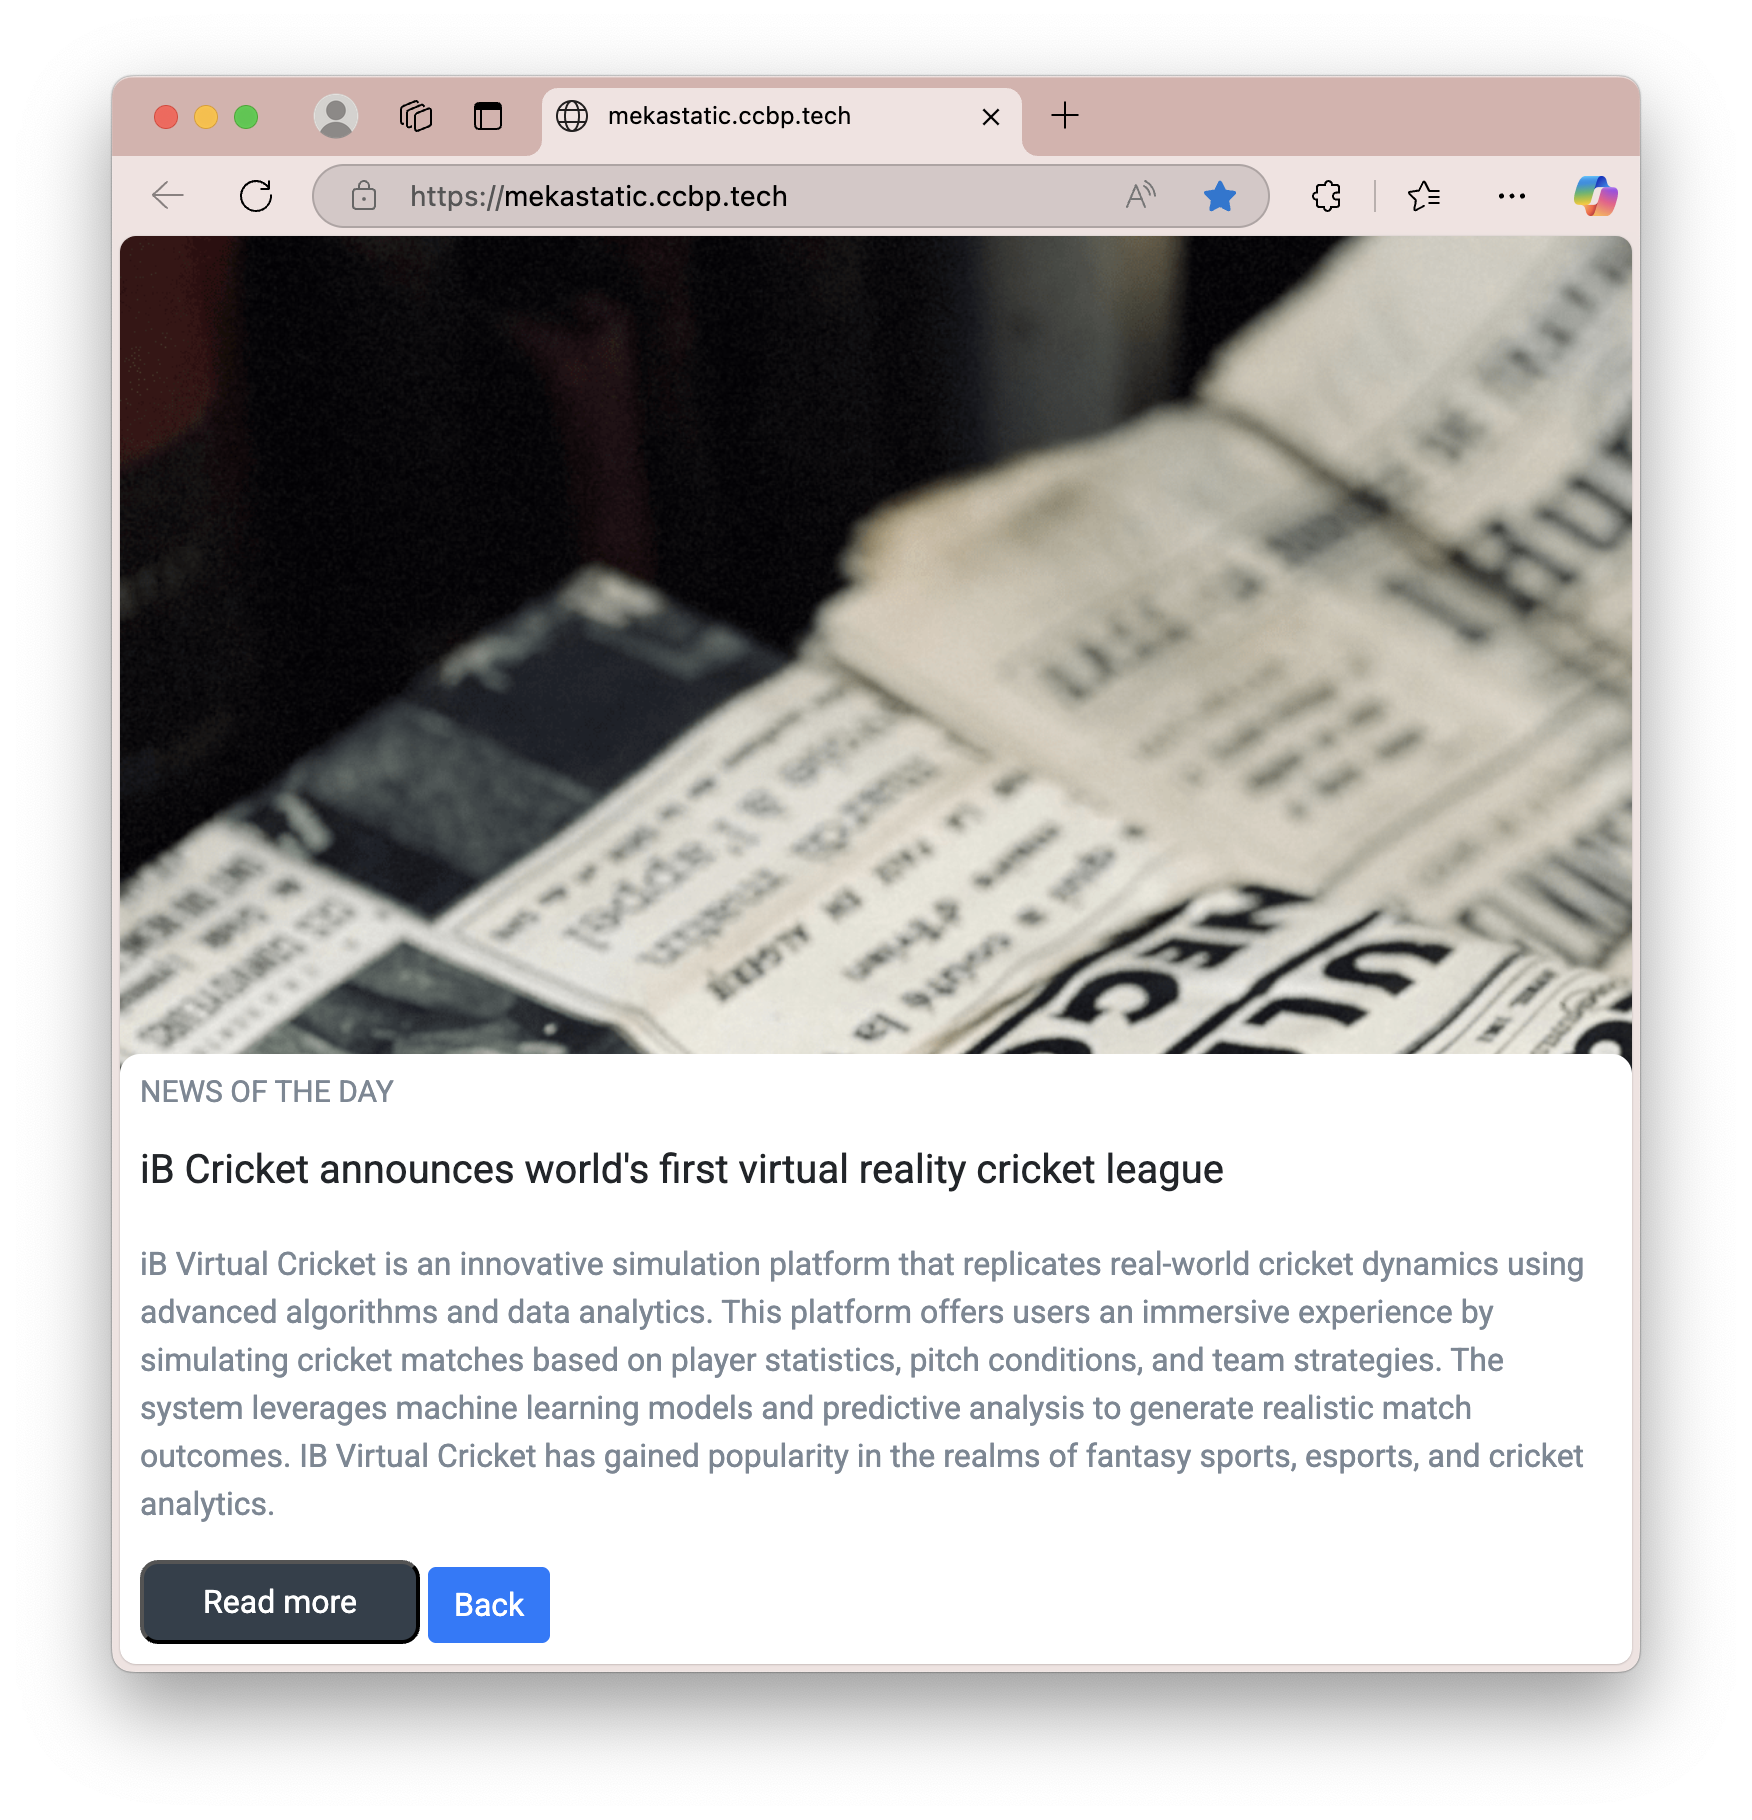 mekastatic.ccbp.tech
https://mekastatic.ccbp.tech
l'appel
EN ALGERIE
d'Evian
NEWS OF THE DAY
iB Cricket announces world's first virtual reality cricket league
iB Virtual Cricket is an innovative simulation platform that replicates real-world cricket dynamics using
advanced algorithms and data analytics. This platform offers users an immersive experience by
simulating cricket matches based on player statistics, pitch conditions, and team strategies. The
system leverages machine learning models and predictive analysis to generate realistic match
outcomes. IB Virtual Cricket has gained popularity in the realms of fantasy sports, esports, and cricket
analytics.
Read more
Back